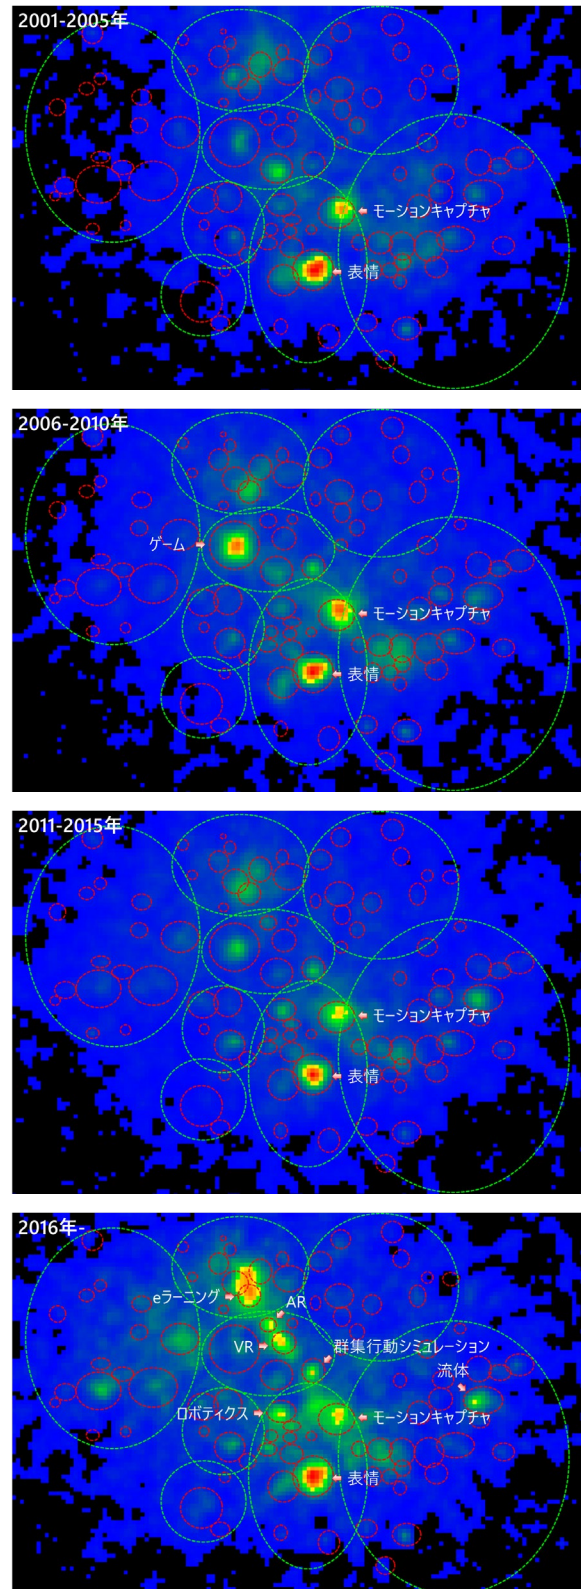 2001-2005年
モーションキャプチャ
表情
2006-2010年
ゲーム
モーションキャプチャ
表情
2011-2015年
モーションキャプチャ
表情
2016年-
eラーニング
AR
VR
群集行動シミュレーション
流体
ロボティクス
モーションキャプチャ
表情